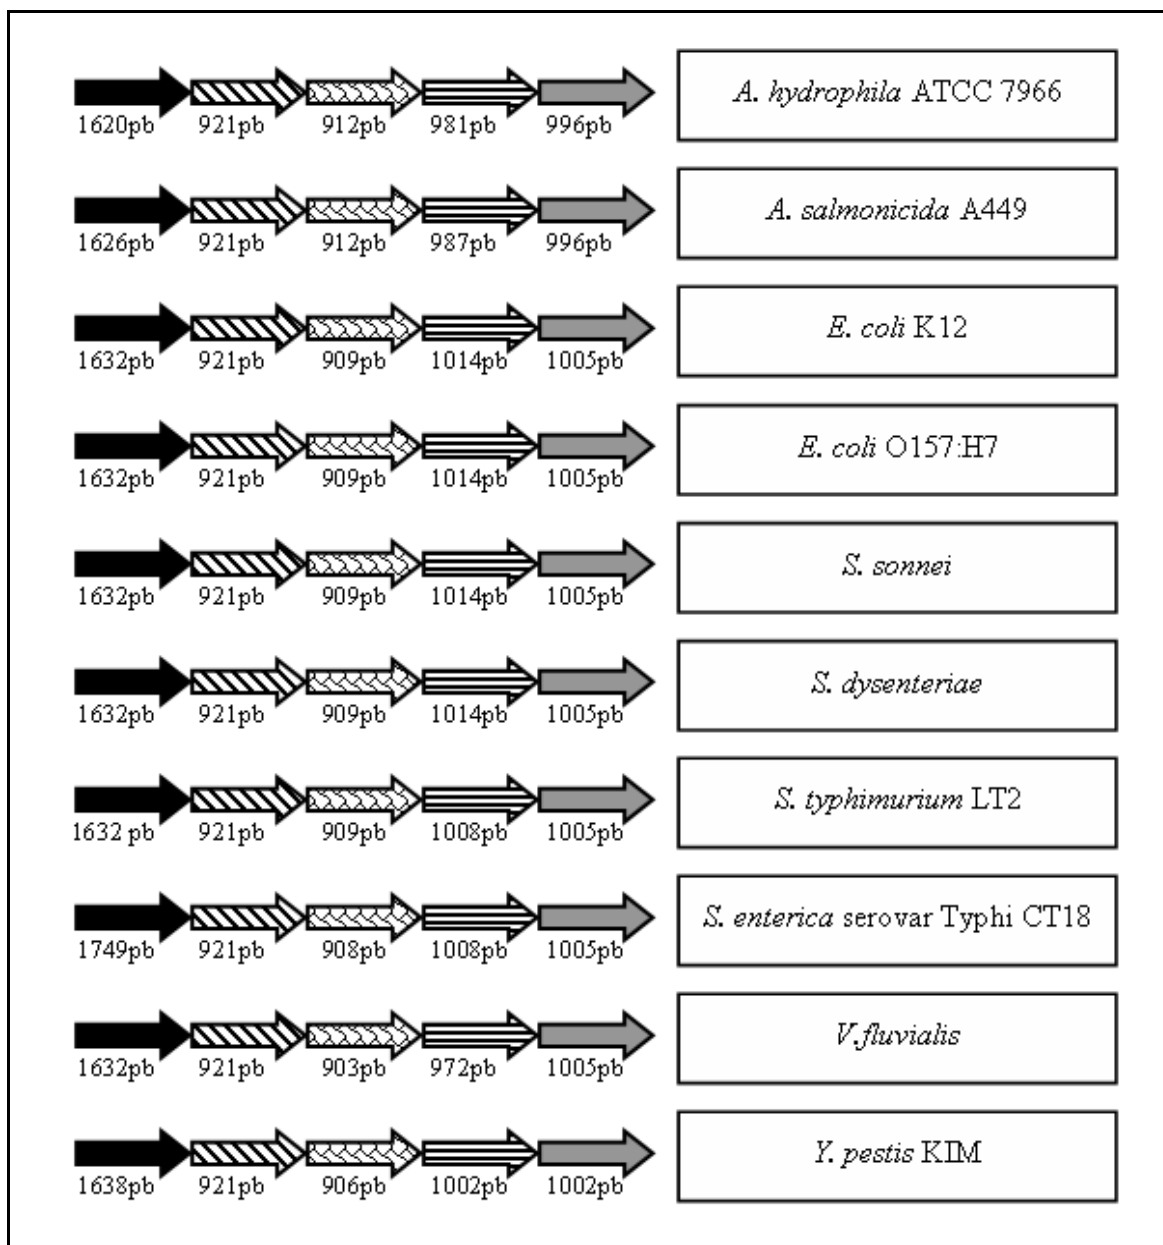 A. hydrophila ATCC 7966
1620pb 921pb 912pb 981pb 996pb
A. salmonicida A449
1626pb 921pb 912pb 987pb 996pb
E. coli K12
1632pb 921pb 909pb 1014pb 1005pb
E. coli O157:H7
1632pb 921pb 909pb 1014pb 1005pb
S. sonnei
1632pb 921pb 909pb 1014pb 1005pb
S. dysenteriae
1632pb 921pb 909pb 1014pb 1005pb
S. typhimurium LT2
1632 pb 921pb 909pb 1008pb 1005pb
S. enterica serovar Typhi CT18
1749pb 921pb 908pb 1008pb 1005pb
V.fluvialis
1632pb 921pb 903pb 972pb 1005pb
Y. pestis KIM
1638pb 921pb 906pb 1002pb 1002pb